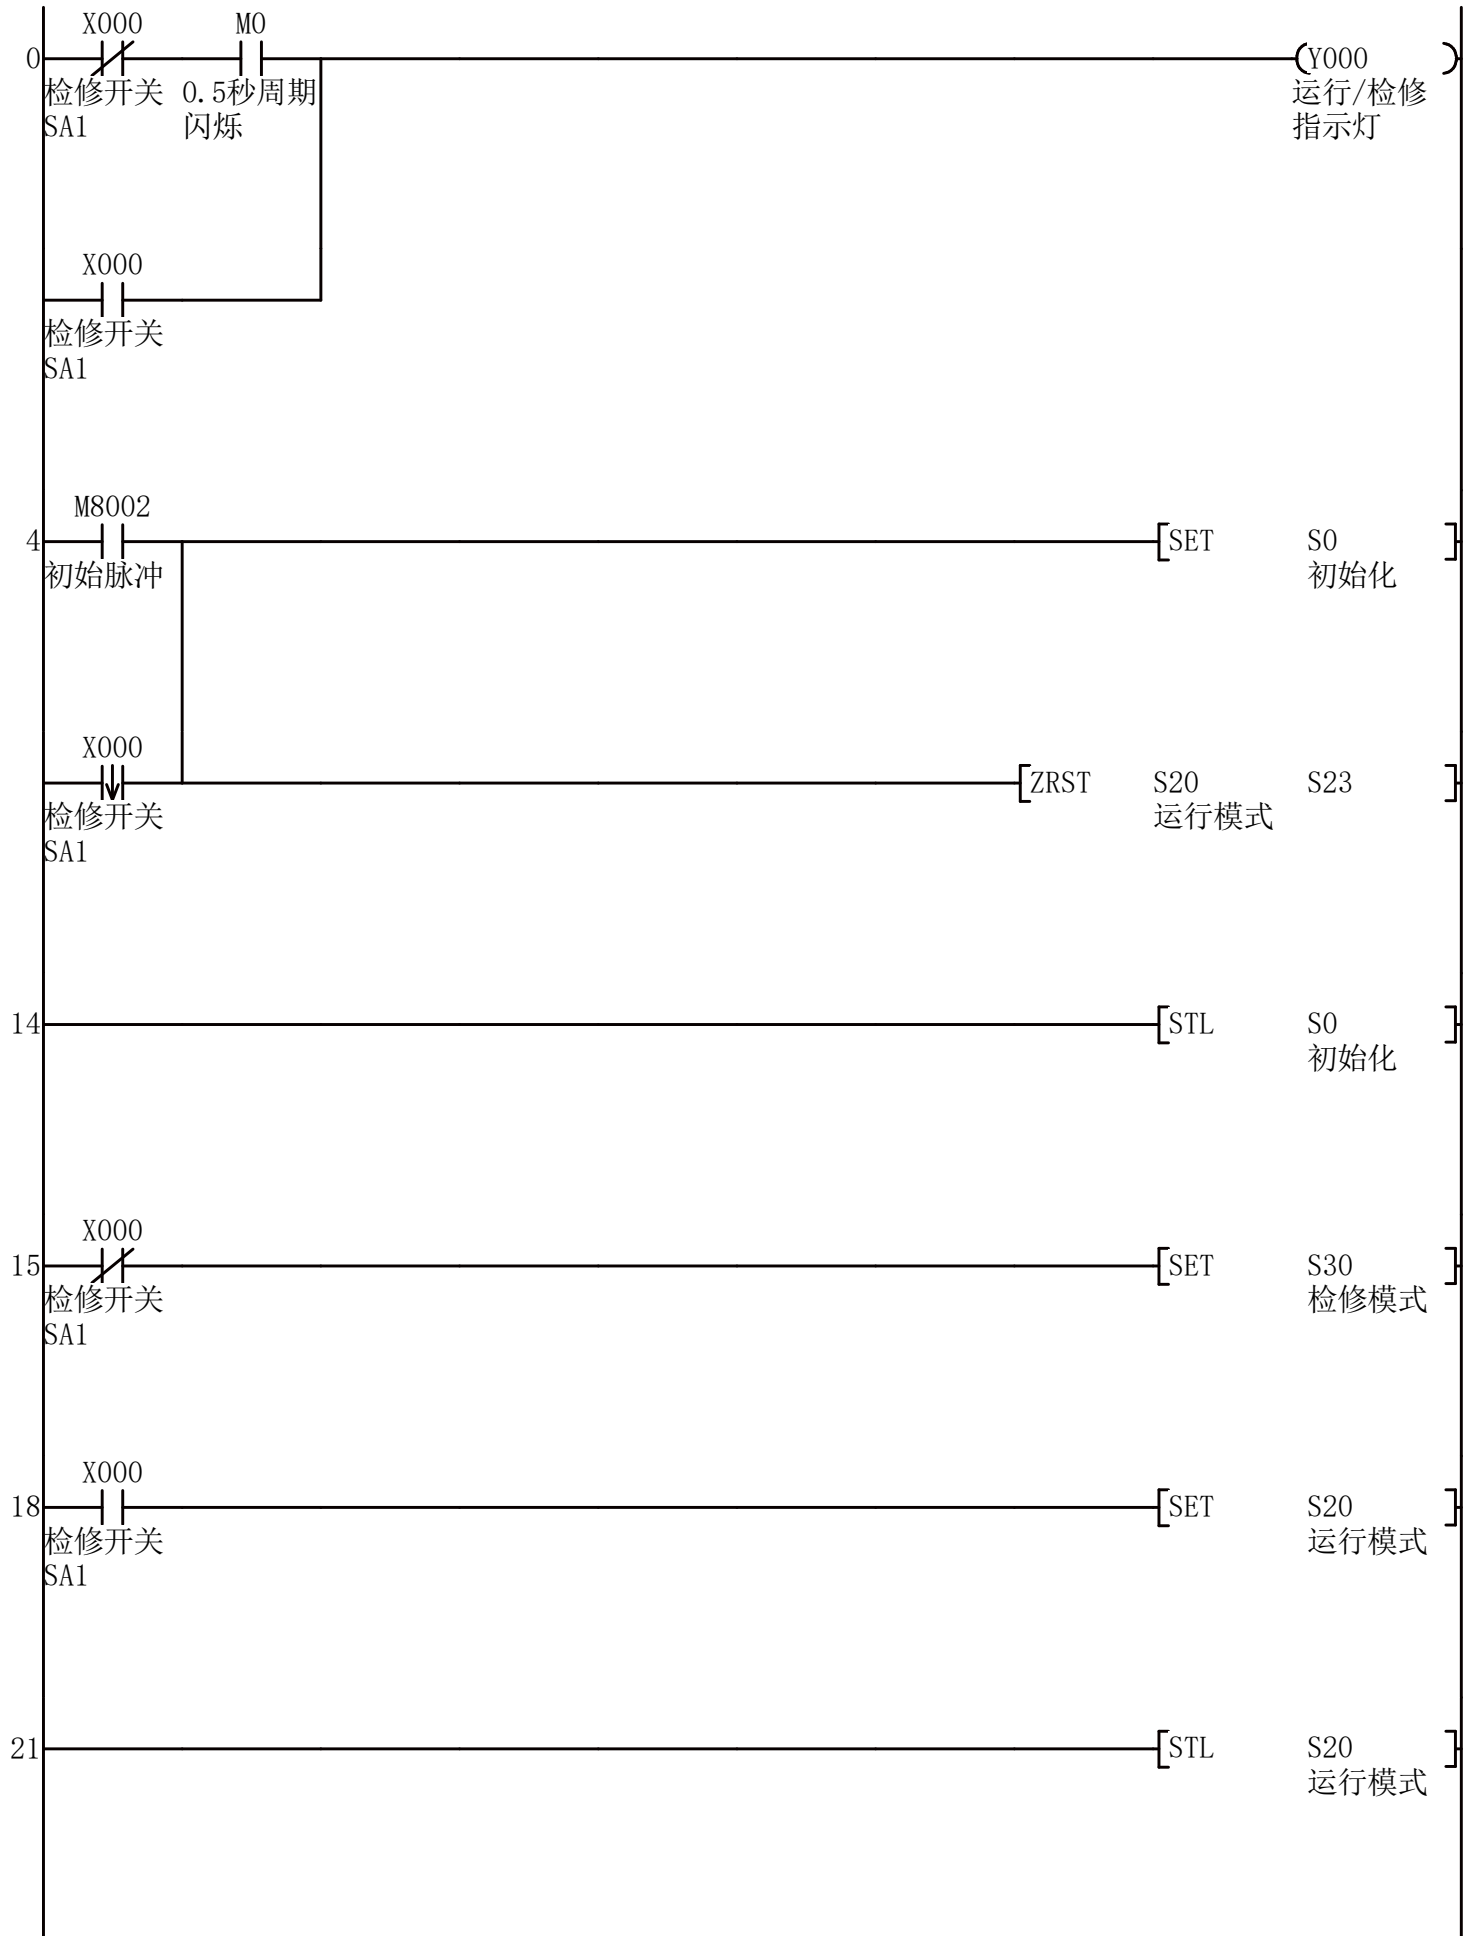 X000 M0
0 Y000
检修开关 0.5秒周期 运行/检修
SA1 闪烁 指示灯
X000
检修开关
SA1
M8002
4 SET S0
初始脉冲 初始化
X000
ZRST S20 S23
检修开关 运行模式
SA1
14 STL S0
初始化
X000
15 SET S30
检修开关 检修模式
SA1
X000
18 SET S20
检修开关 运行模式
SA1
21 STL S20
运行模式